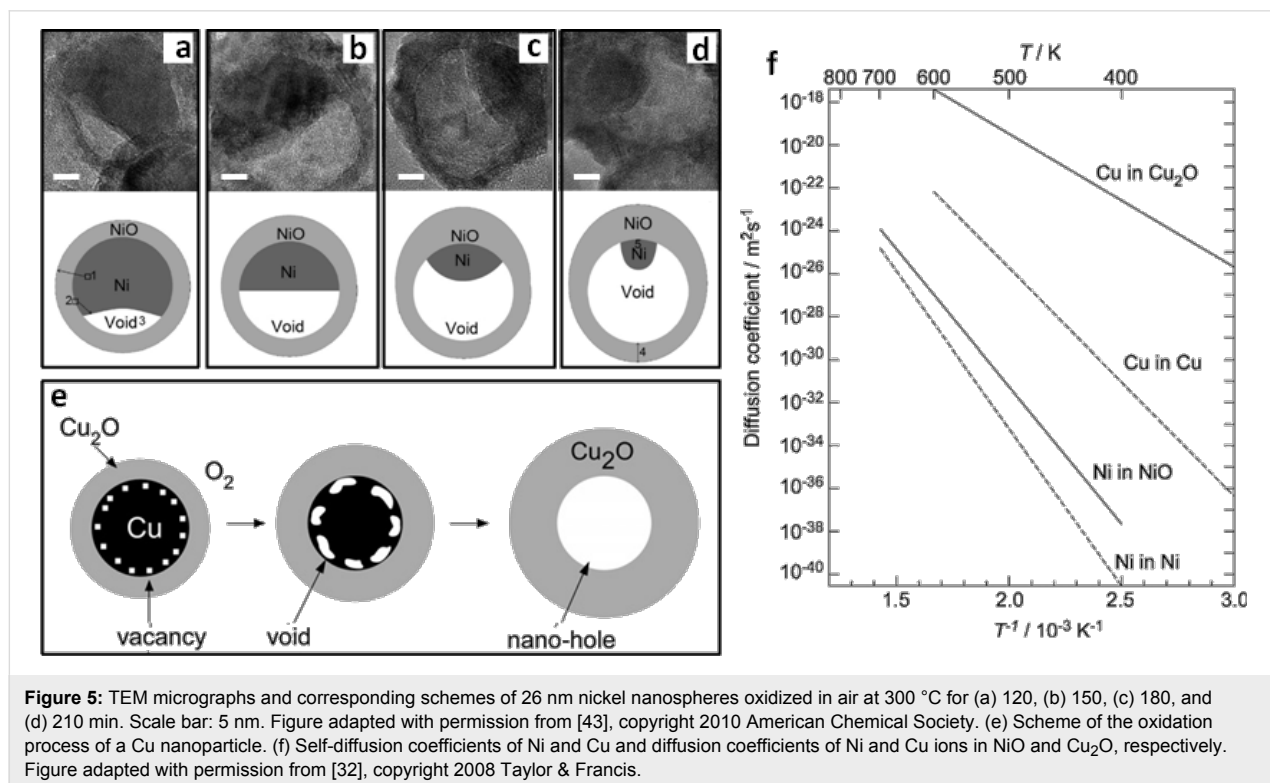 a
b
c
d
NiO
Ni
Void
1
2
3
NiO
Ni
Void
NiO
Ni
Void
NiO
5
Ni
Void
4
e
Cu₂O
O₂
Cu
vacancy
void
Cu₂O
nano-hole
f
T / K
800 700 600 500 400
Diffusion coefficient / m²s⁻¹
10⁻¹⁸
10⁻²⁰
10⁻²²
10⁻²⁴
10⁻²⁶
10⁻²⁸
10⁻³⁰
10⁻³²
10⁻³⁴
10⁻³⁶
10⁻³⁸
10⁻⁴⁰
Cu in Cu₂O
Cu in Cu
Ni in NiO
Ni in Ni
1.5 2.0 2.5 3.0
T⁻¹ / 10⁻³ K⁻¹
Figure 5: TEM micrographs and corresponding schemes of 26 nm nickel nanospheres oxidized in air at 300 °C for (a) 120, (b) 150, (c) 180, and
(d) 210 min. Scale bar: 5 nm. Figure adapted with permission from [43], copyright 2010 American Chemical Society. (e) Scheme of the oxidation
process of a Cu nanoparticle. (f) Self-diffusion coefficients of Ni and Cu and diffusion coefficients of Ni and Cu ions in NiO and Cu₂O, respectively.
Figure adapted with permission from [32], copyright 2008 Taylor & Francis.